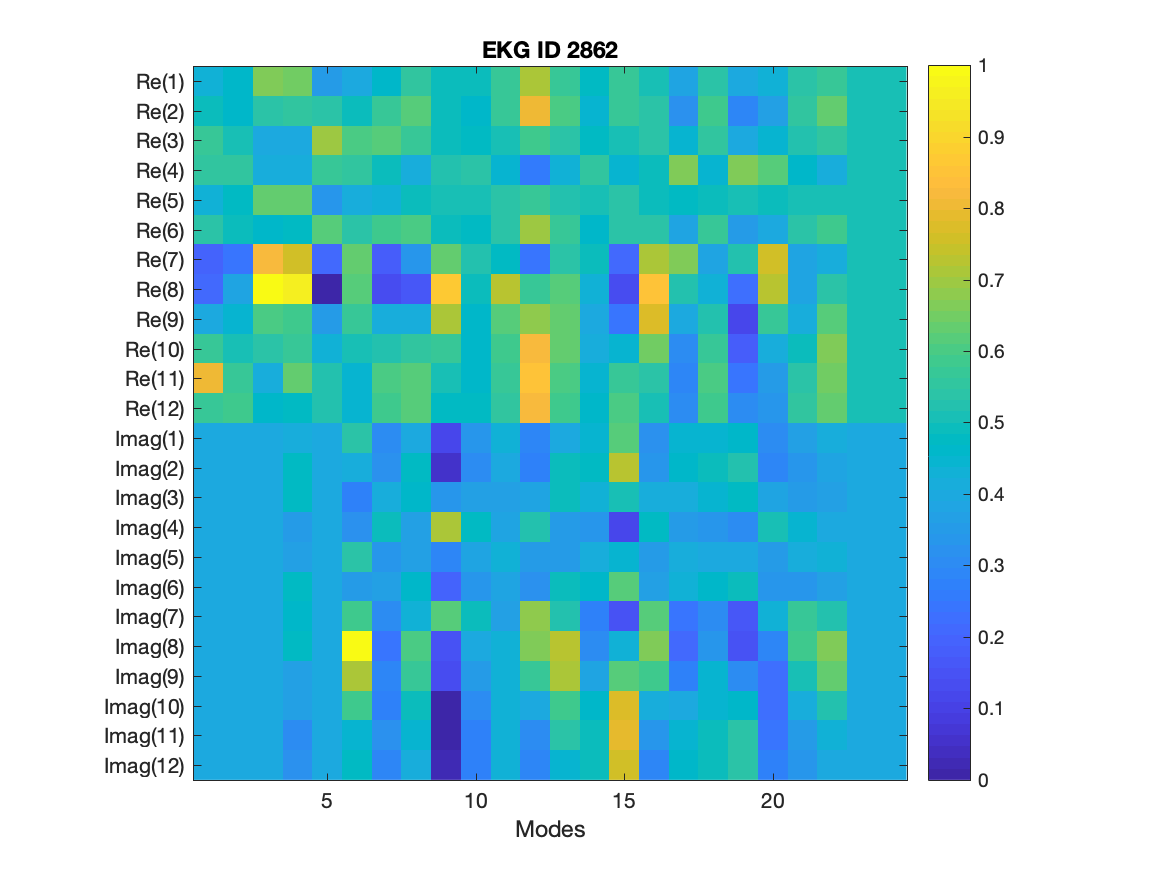 EKG ID 2862
Re(1)
Re(2)
Re(3)
Re(4)
Re(5)
Re(6)
Re(7)
Re(8)
Re(9)
Re(10)
Re(11)
Re(12)
Imag(1)
Imag(2)
Imag(3)
Imag(4)
Imag(5)
Imag(6)
Imag(7)
Imag(8)
Imag(9)
Imag(10)
Imag(11)
Imag(12)
5 10 15 20
Modes
1
0.9
0.8
0.7
0.6
0.5
0.4
0.3
0.2
0.1
0